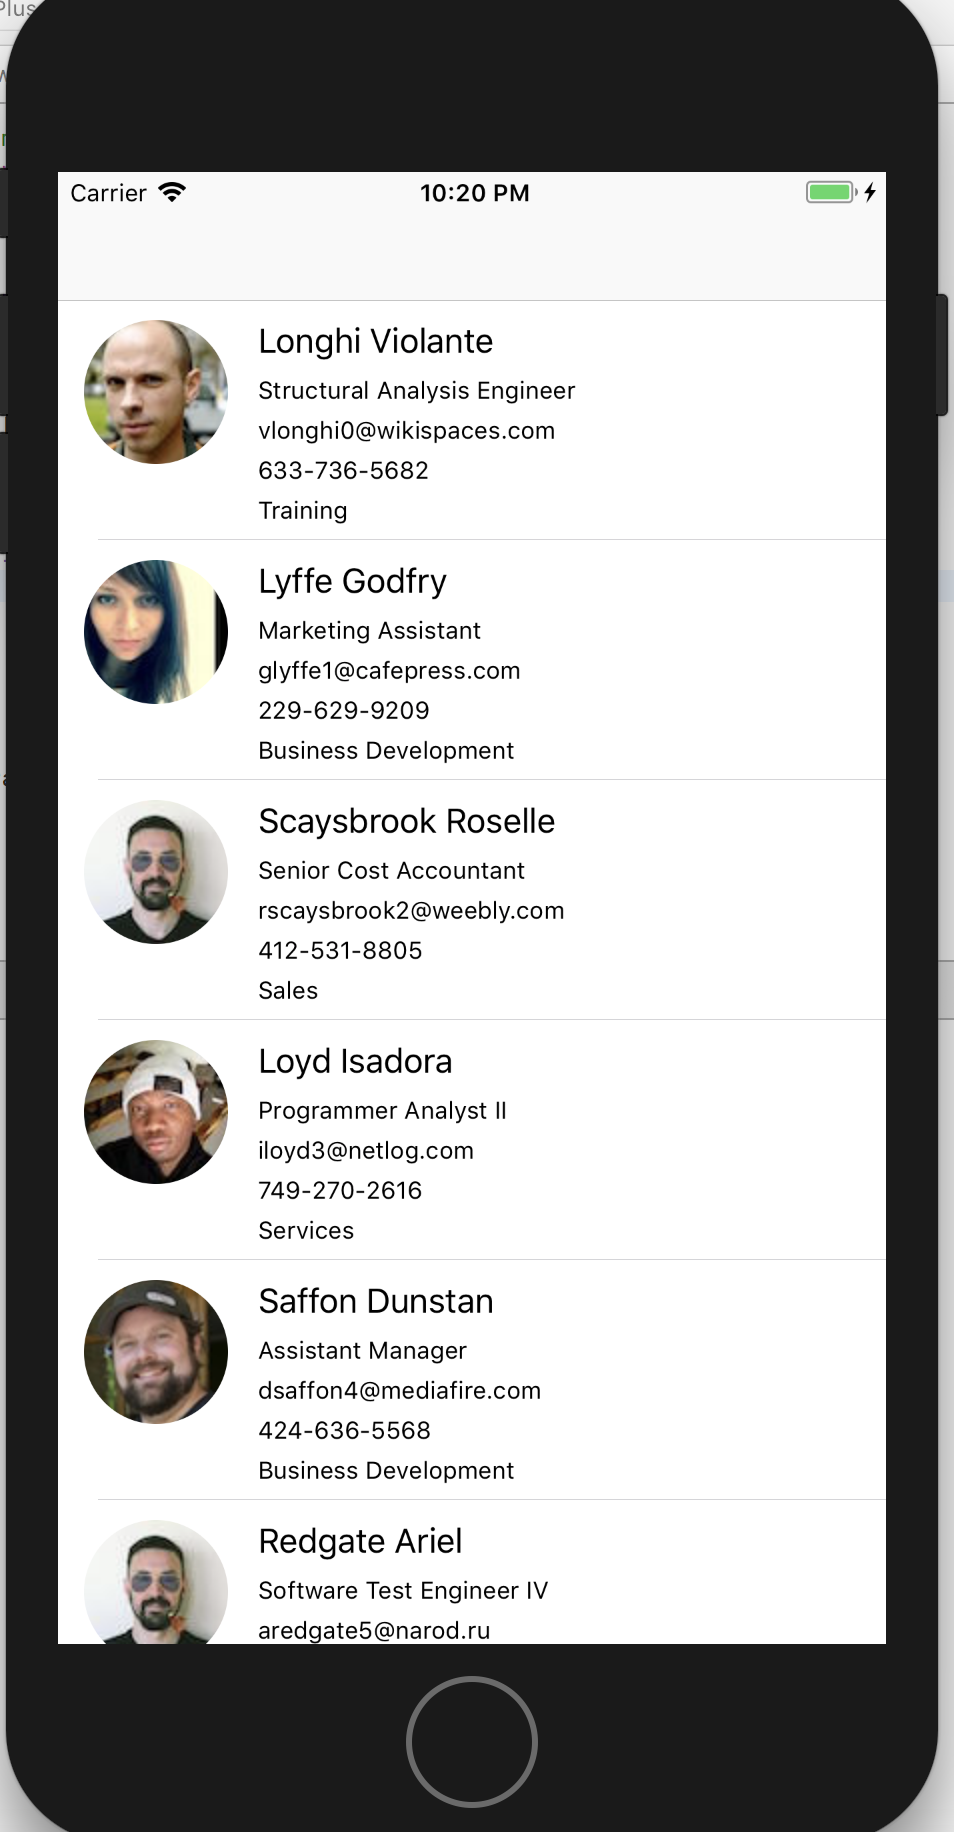 Plus
Carrier 10:20 PM
Longhi Violante
Structural Analysis Engineer
vlonghi0@wikispaces.com
633-736-5682
Training
Lyffe Godfry
Marketing Assistant
glyffe1@cafepress.com
229-629-9209
Business Development
Scaysbrook Roselle
Senior Cost Accountant
rscaysbrook2@weebly.com
412-531-8805
Sales
Loyd Isadora
Programmer Analyst II
iloyd3@netlog.com
749-270-2616
Services
Saffon Dunstan
Assistant Manager
dsaffon4@mediafire.com
424-636-5568
Business Development
Redgate Ariel
Software Test Engineer IV
aredgate5@narod.ru